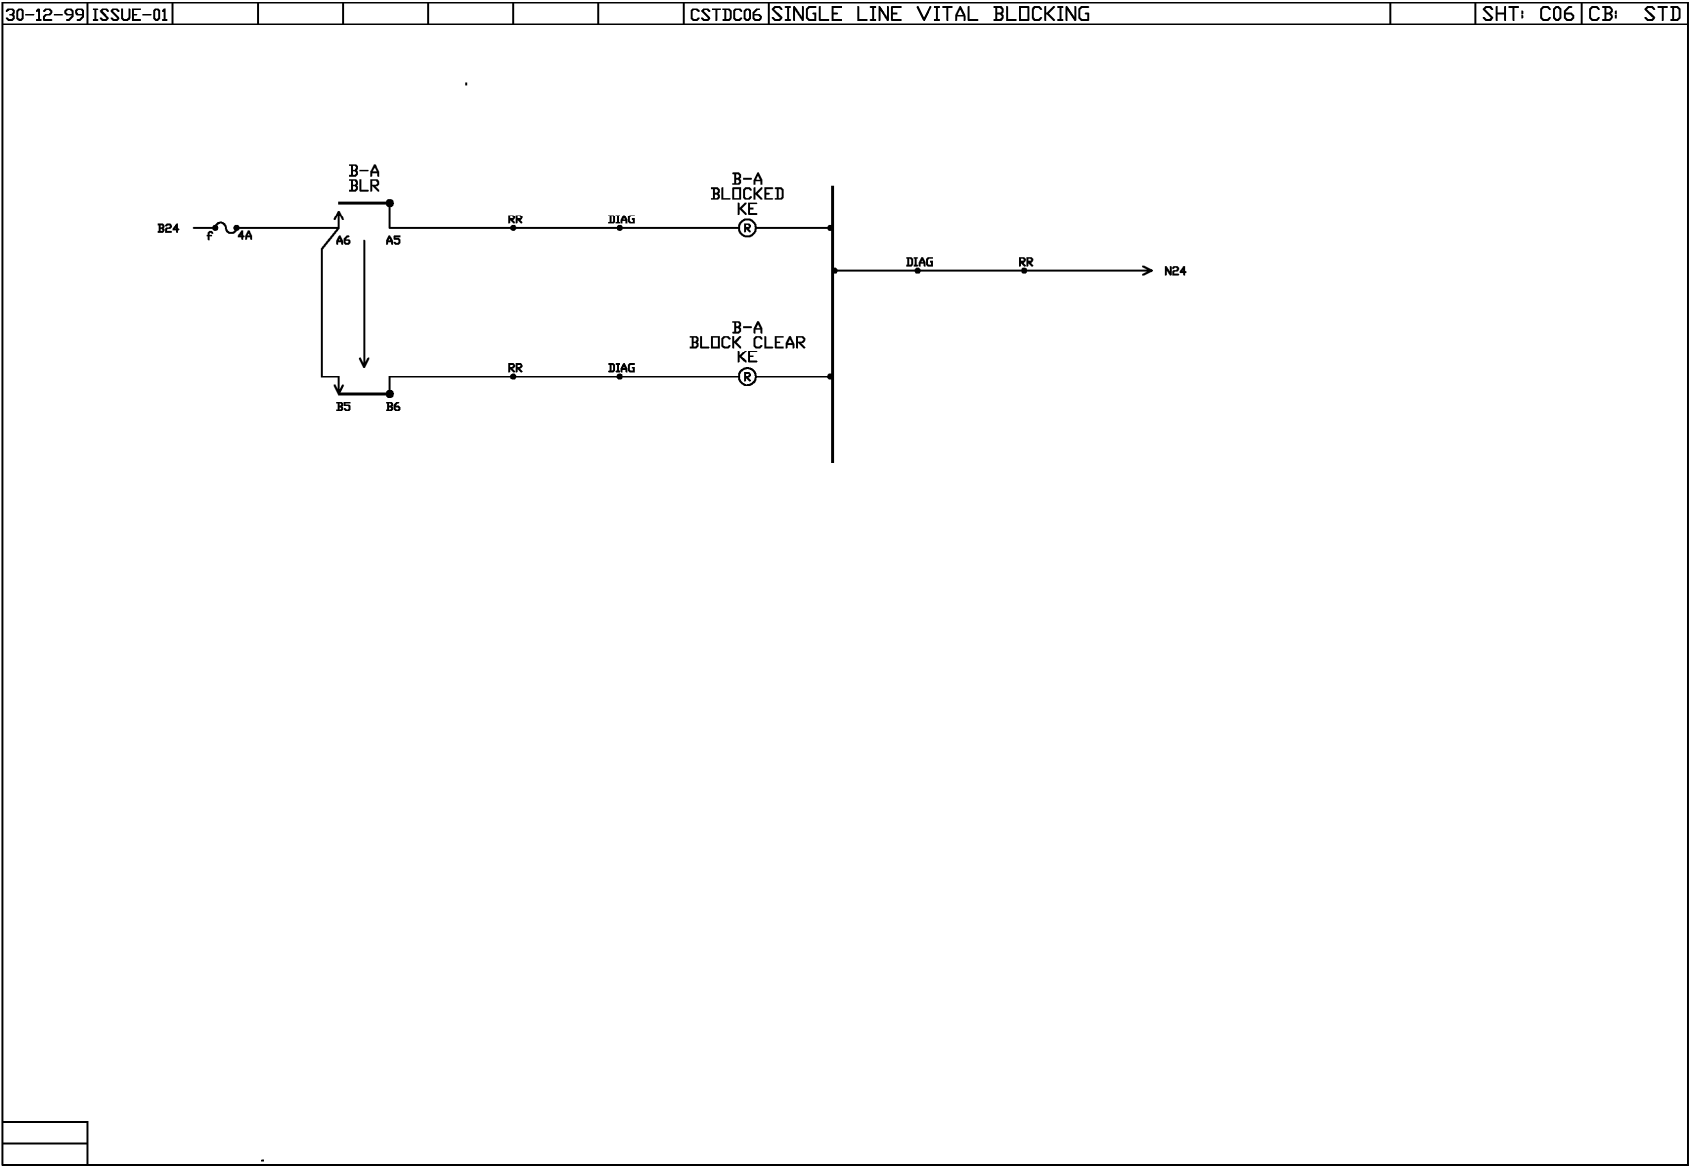 30-12-99 ISSUE-01 CSTDC06 SINGLE LINE VITAL BLOCKING SHT: C06 CB: STD
B-A
BLR
B-A
BLOCKED
KE
B24 f 4A A6 A5 RR DIAG R
DIAG RR N24
B-A
BLOCK CLEAR
KE
RR DIAG R
B5 B6